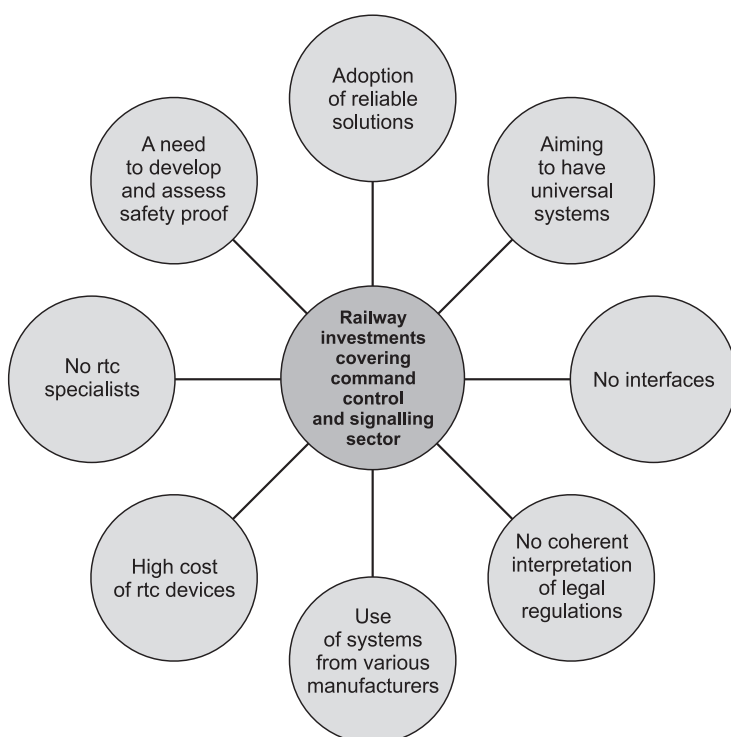 Adoption
of reliable
solutions
Aiming
to have
universal
systems
No interfaces
No coherent
interpretation
of legal
regulations
Use
of systems
from various
manufacturers
High cost
of rtc devices
No rtc
specialists
A need
to develop
and assess
safety proof
Railway
investments
covering
command
control
and signalling
sector